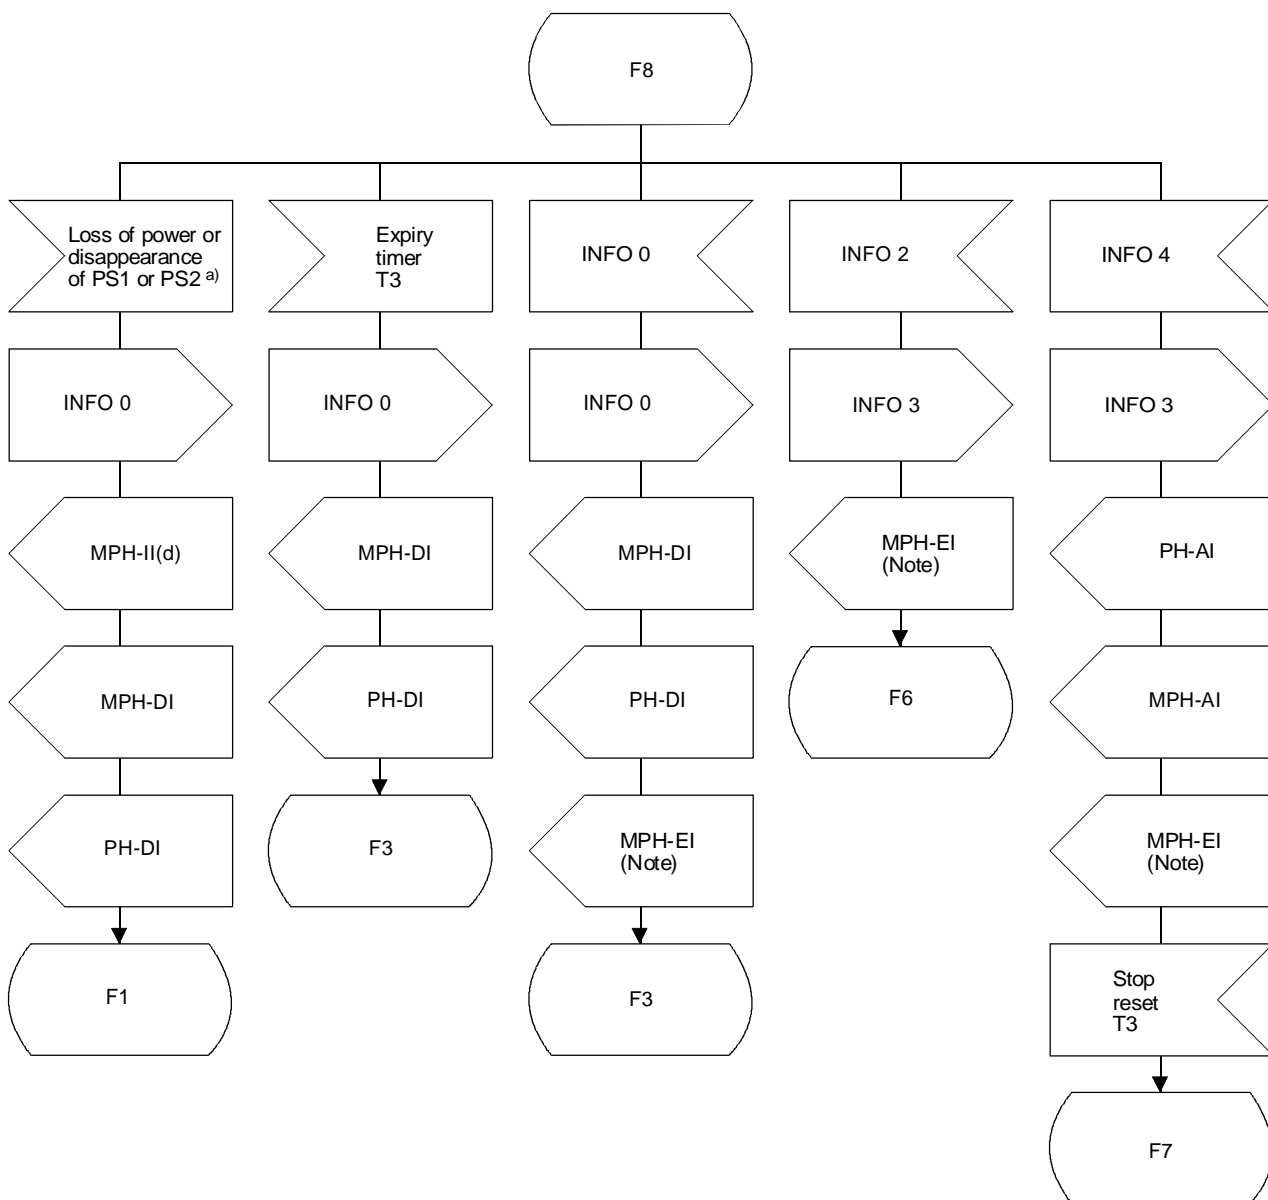 F8
Loss of power or
disappearance
of PS1 or PS2 a)
Expiry
timer
T3
INFO 0
INFO 2
INFO 4
INFO 0
INFO 0
INFO 0
INFO 3
INFO 3
MPH-II(d)
MPH-DI
MPH-DI
MPH-EI
(Note)
PH-AI
MPH-DI
PH-DI
PH-DI
F6
MPH-AI
PH-DI
F3
MPH-EI
(Note)
MPH-EI
(Note)
F1
F3
Stop
reset
T3
F7